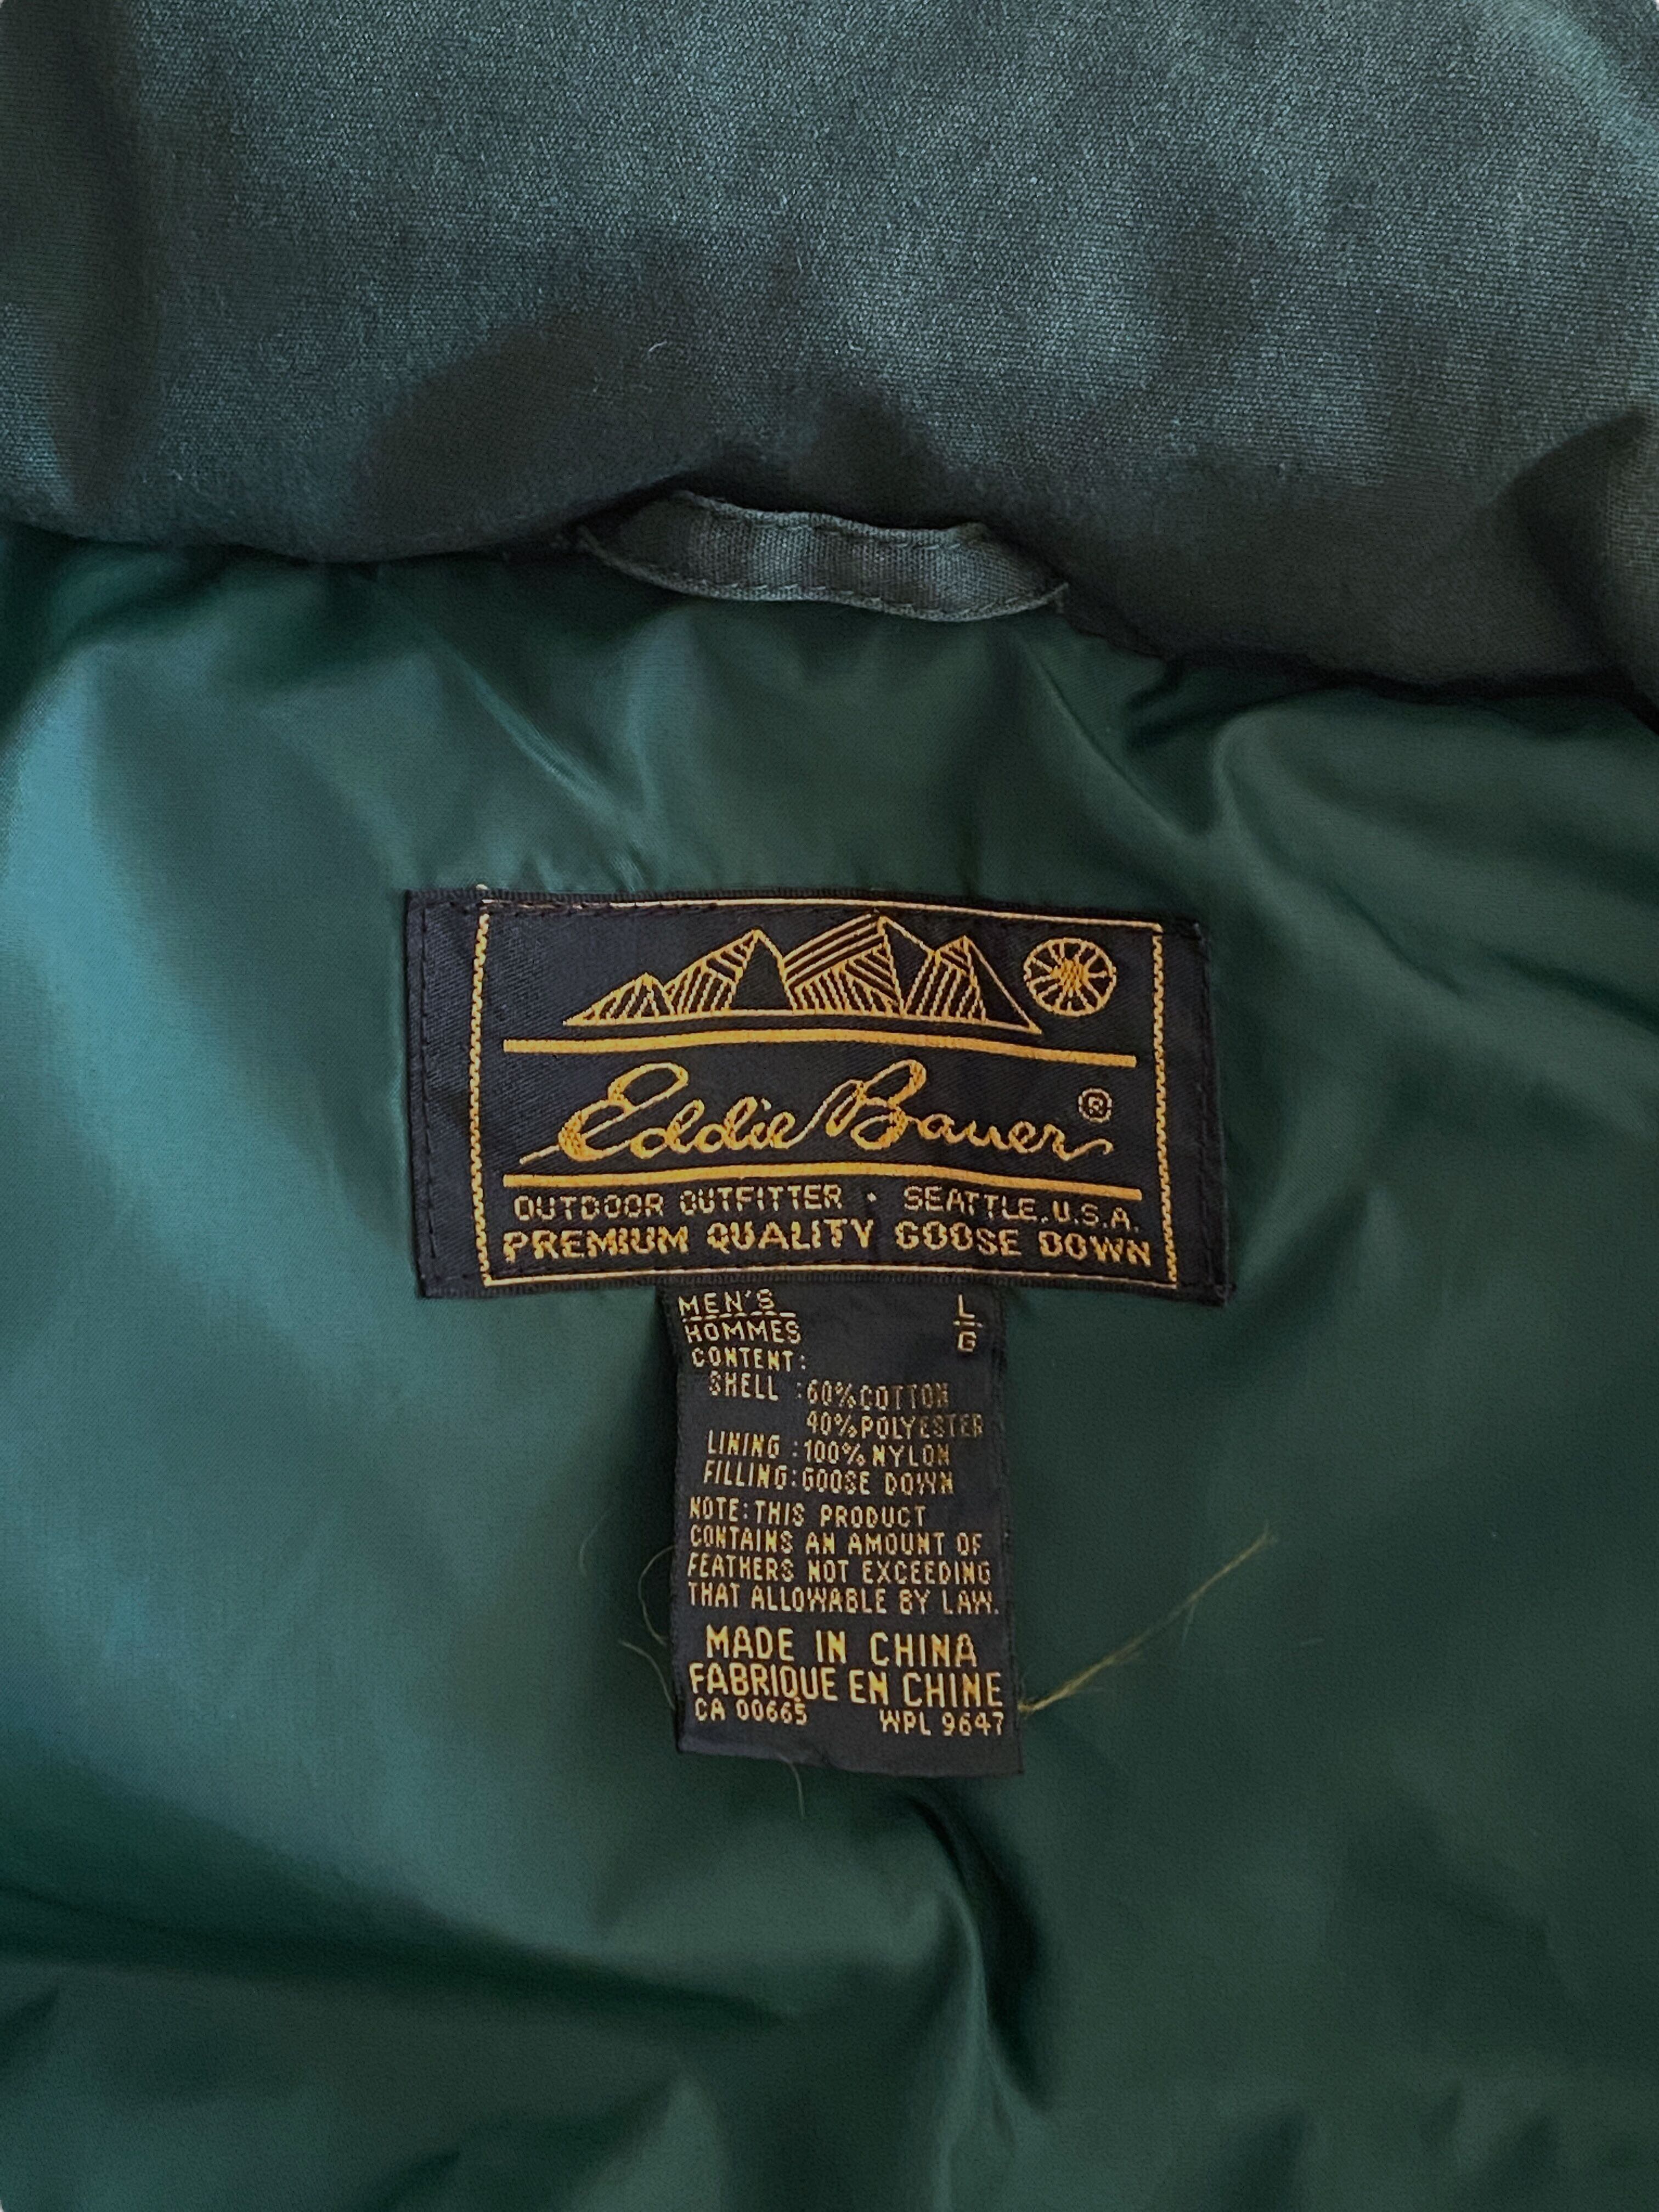 Eddie Bauer®
OUTDOOR OUTFITTER • SEATTLE, U.S.A.
PREMIUM QUALITY GOOSE DOWN
MEN'S L
HOMMES G
CONTENT:
SHELL :60%COTTON
40%POLYESTER
LINING :100%NYLON
FILLING:GOOSE DOWN
NOTE:THIS PRODUCT
CONTAINS AN AMOUNT OF
FEATHERS NOT EXCEEDING
THAT ALLOWABLE BY LAW.
MADE IN CHINA
FABRIQUE EN CHINE
CA 00665 WPL 9647